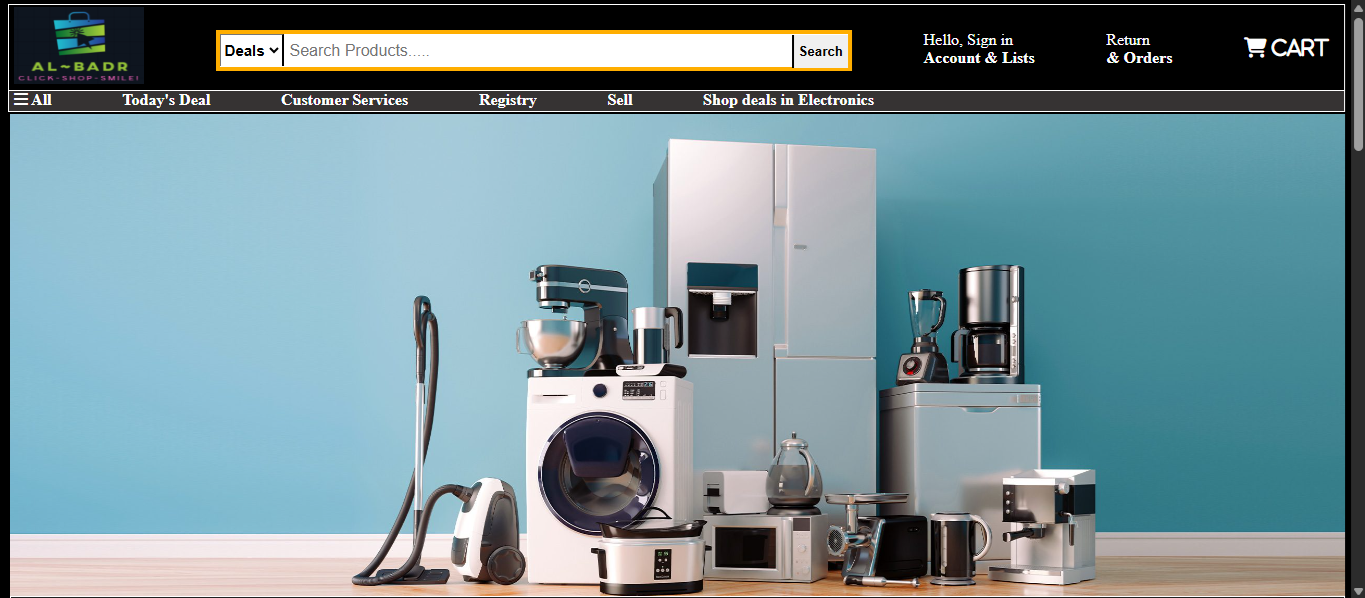 AL~BADR
CLICK-SHOP-SMILE!
Deals
Search Products.....
Search
Hello, Sign in
Account & Lists
Return
& Orders
CART
All
Today's Deal
Customer Services
Registry
Sell
Shop deals in Electronics